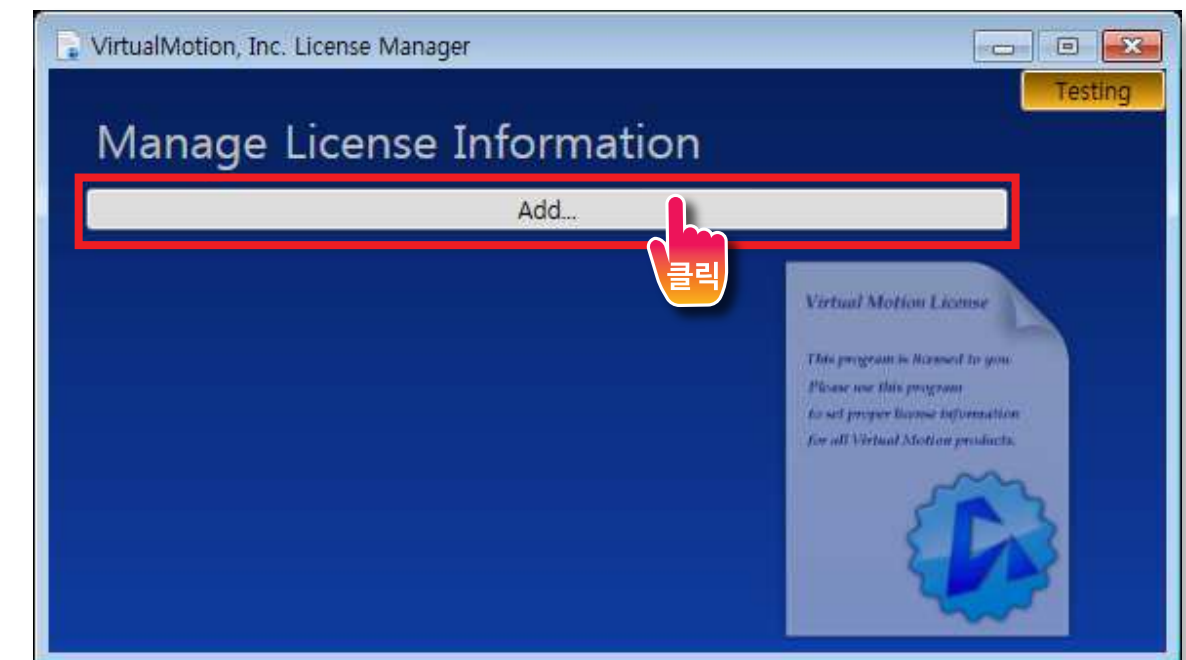 VirtualMotion, Inc. License Manager
Testing
Manage License Information
Add...
클릭
Virtual Motion License
This program is licensed to you
Please use this program
to set proper license information
for all Virtual Motion products.